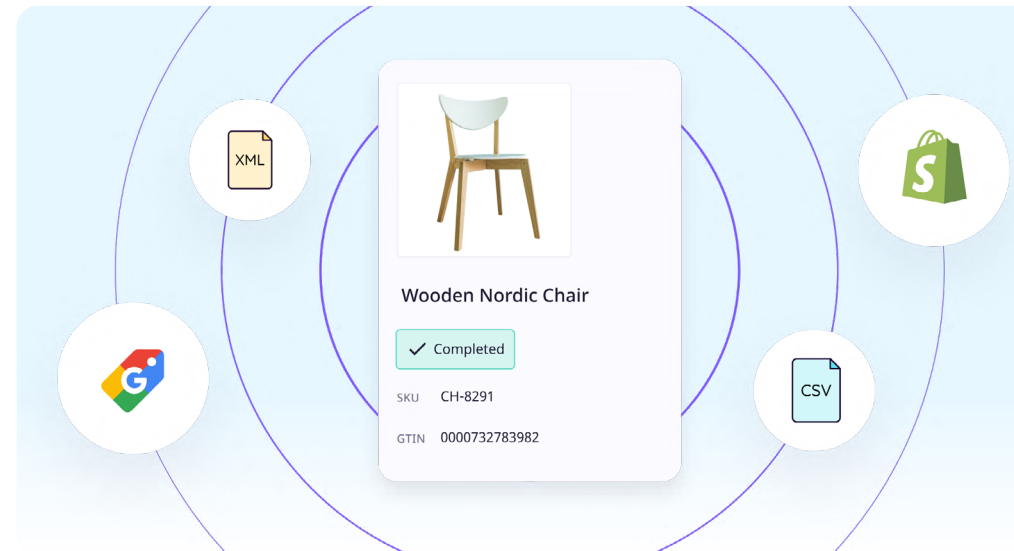 XML
Wooden Nordic Chair
Completed
SKU CH-8291
GTIN 0000732783982
G
S
CSV